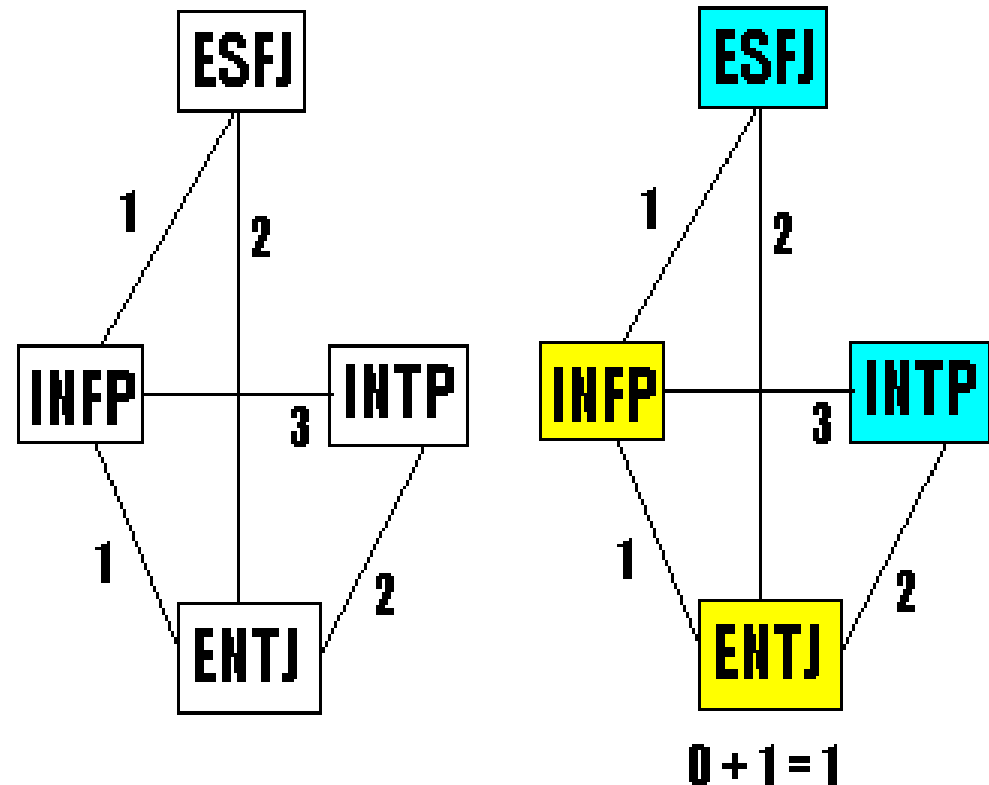 ESFJ
1
2
INFP
INTP
3
1
2
ENTJ
ESFJ
1
2
INFP
INTP
3
1
2
ENTJ
0 + 1 = 1